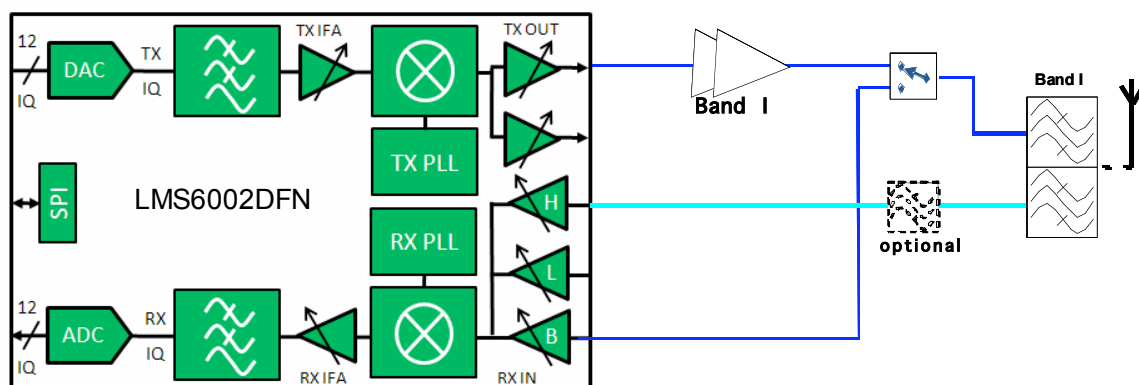 12
IQ
DAC
TX
IQ
TX IFA
TX OUT
Band I
Band I
TX PLL
SPI
LMS6002DFN
H
RX PLL
optional
L
12
IQ
ADC
RX
IQ
RX IFA
B
RX IN